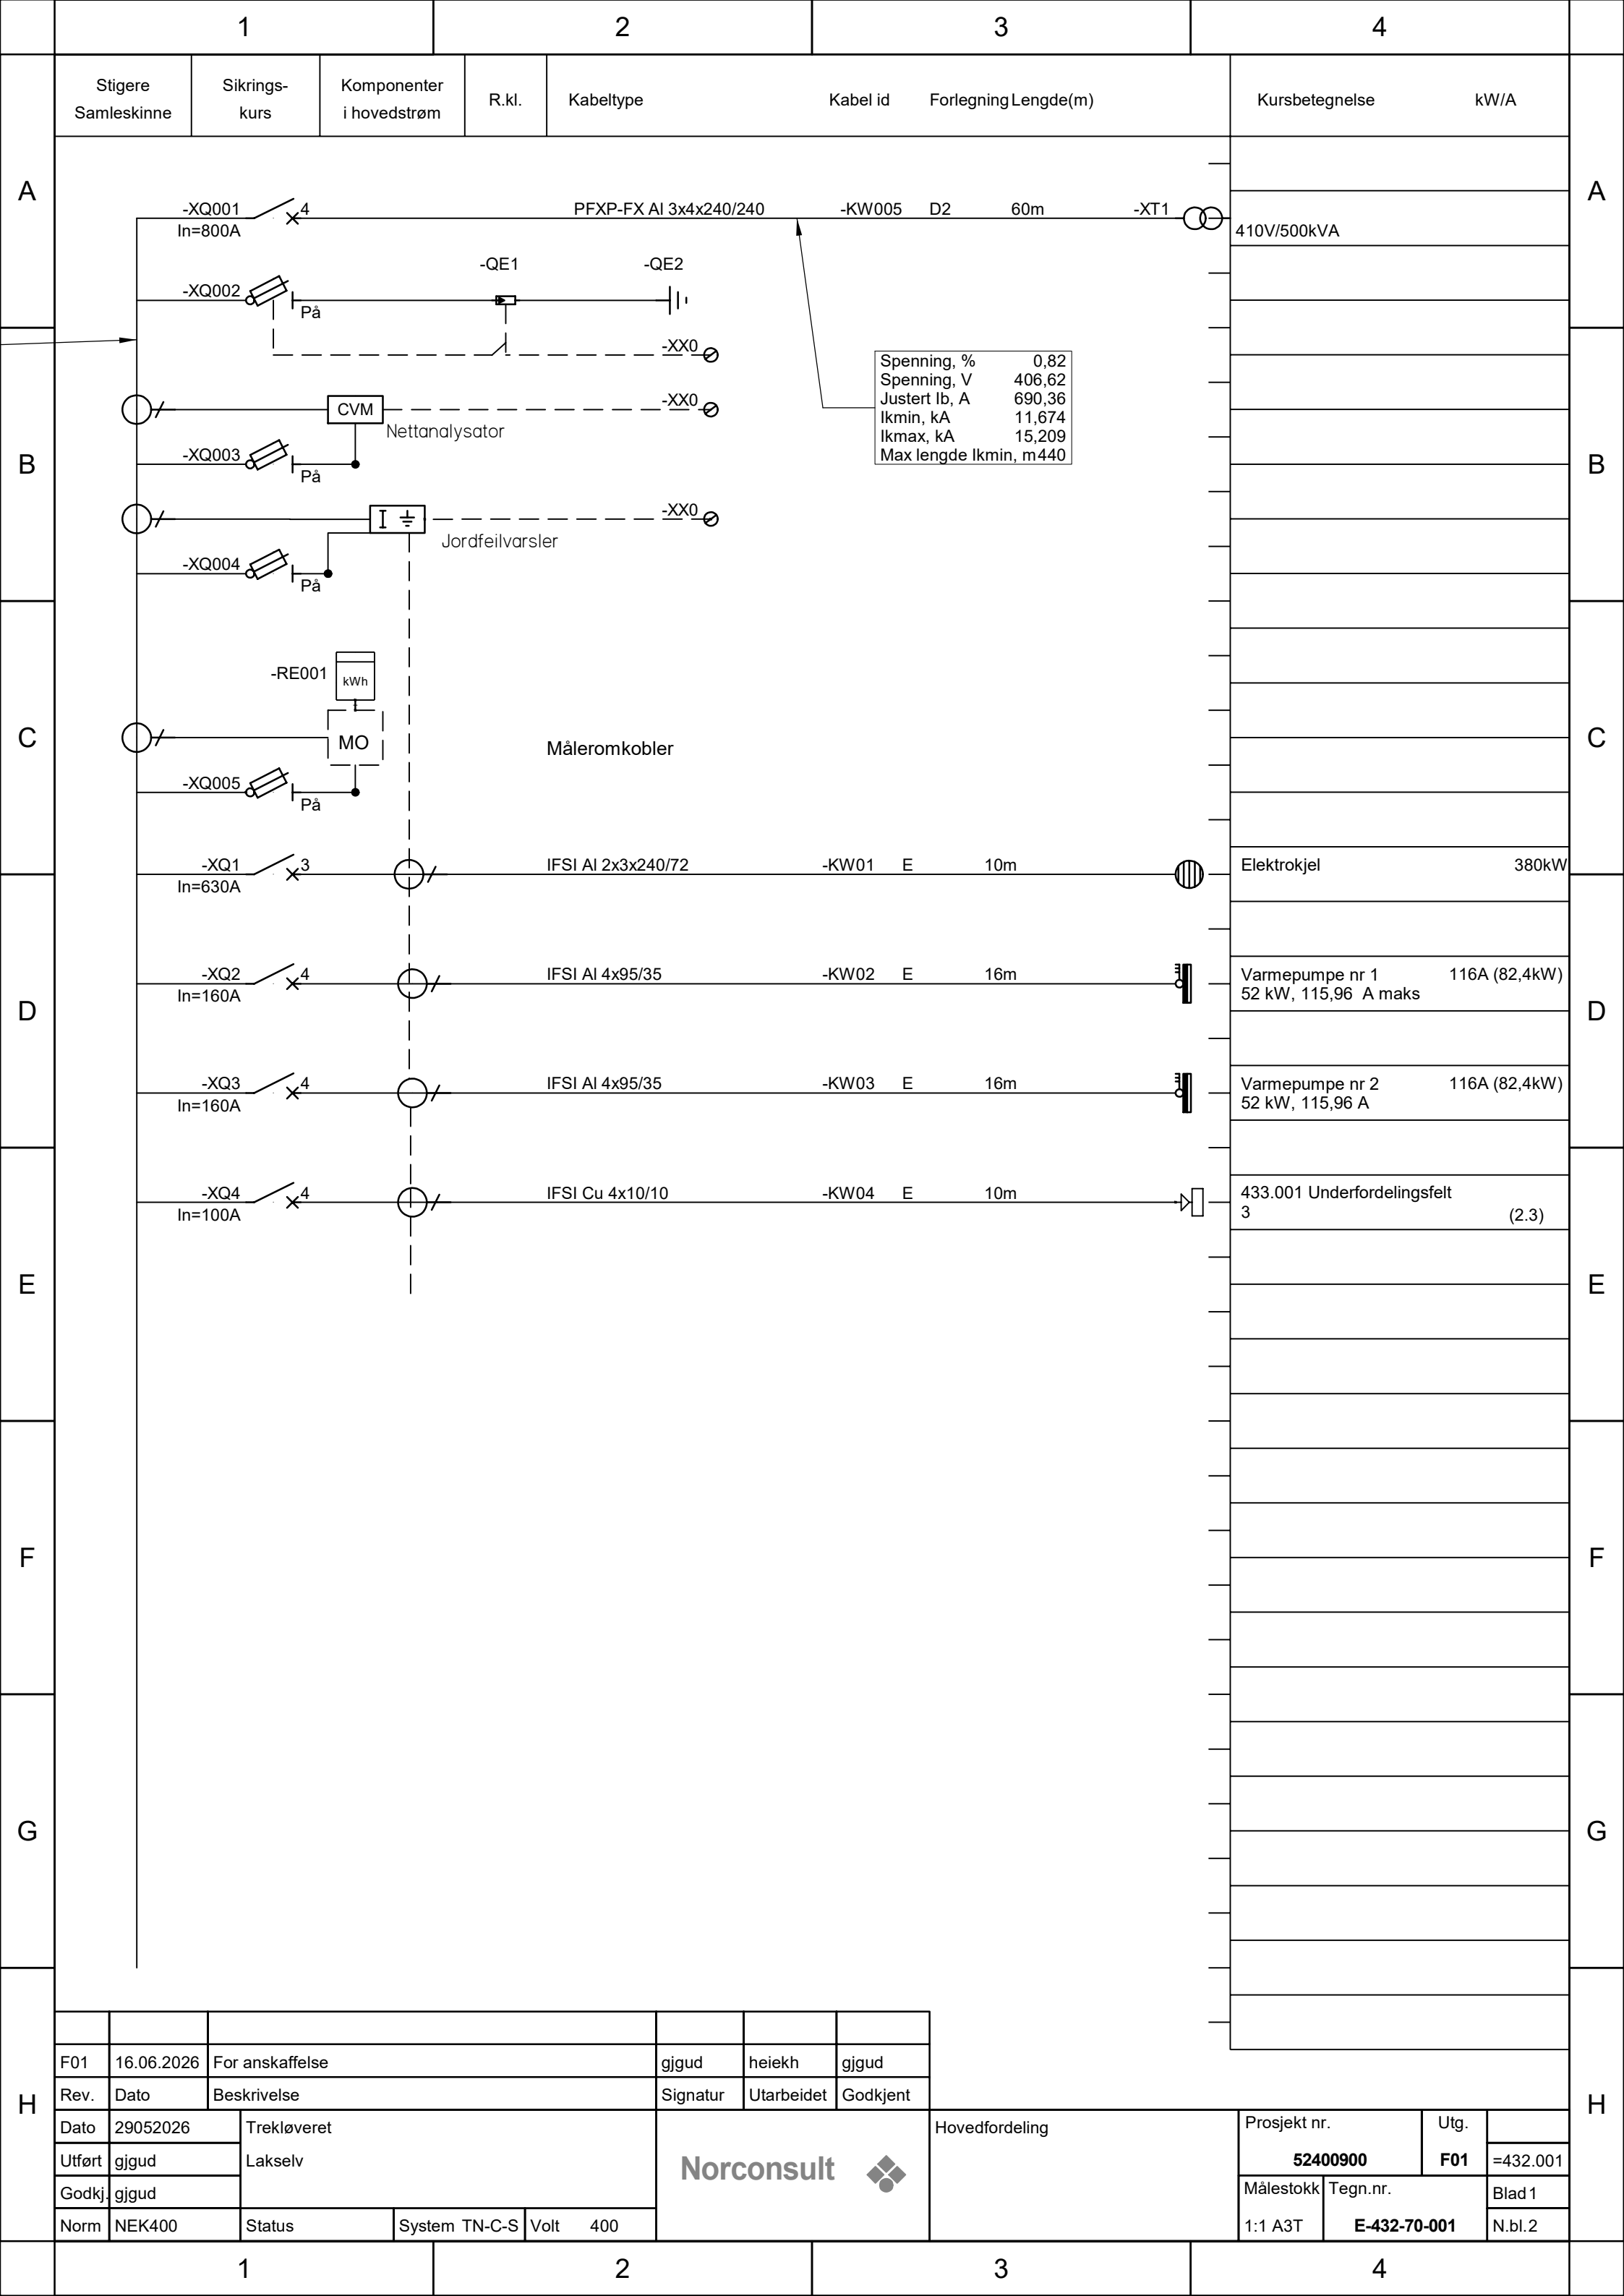 1 2 3 4
Stigere Sikrings- Komponenter R.kl. Kabeltype Kabel id Forlegning Lengde(m) Kursbetegnelse kW/A
Samleskinne kurs i hovedstrøm
A A
-XQ001 4 PFXP-FX Al 3x4x240/240 -KW005 D2 60m -XT1
In=800A 410V/500kVA
-QE1 -QE2
-XQ002
På
-XX0
Spenning, % 0,82
Spenning, V 406,62
Justert Ib, A 690,36
Ikmin, kA 11,674
Ikmax, kA 15,209
Max lengde Ikmin, m 440
CVM -XX0
Nettanalysator
B B
-XQ003
På
-XX0
Jordfeilvarsler
-XQ004
På
-RE001 kWh
C C
MO Måleromkobler
-XQ005
På
-XQ1 3 IFSI Al 2x3x240/72 -KW01 E 10m Elektrokjel 380kW
In=630A
-XQ2 4 IFSI Al 4x95/35 -KW02 E 16m Varmepumpe nr 1 116A (82,4kW)
In=160A 52 kW, 115,96 A maks
D D
-XQ3 4 IFSI Al 4x95/35 -KW03 E 16m Varmepumpe nr 2 116A (82,4kW)
In=160A 52 kW, 115,96 A
-XQ4 4 IFSI Cu 4x10/10 -KW04 E 10m 433.001 Underfordelingsfelt
In=100A 3 (2.3)
E E
F F
G G
H H
F01 16.06.2026 For anskaffelse gjgud heiekh gjgud
Rev. Dato Beskrivelse Signatur Utarbeidet Godkjent
Dato 29052026 Trekløveret Hovedfordeling Prosjekt nr. Utg.
Utført gjgud Lakselv Norconsult 52400900 F01 =432.001
Godkj. gjgud Målestokk Tegn.nr. Blad 1
Norm NEK400 Status System TN-C-S Volt 400 1:1 A3T E-432-70-001 N.bl. 2
1 2 3 4